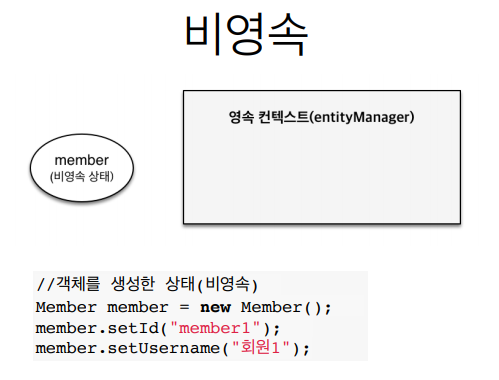 비영속
영속 컨텍스트(entityManager)
member
(비영속 상태)
//객체를 생성한 상태(비영속)
Member member = new Member();
member.setId("member1");
member.setUsername("회원1");